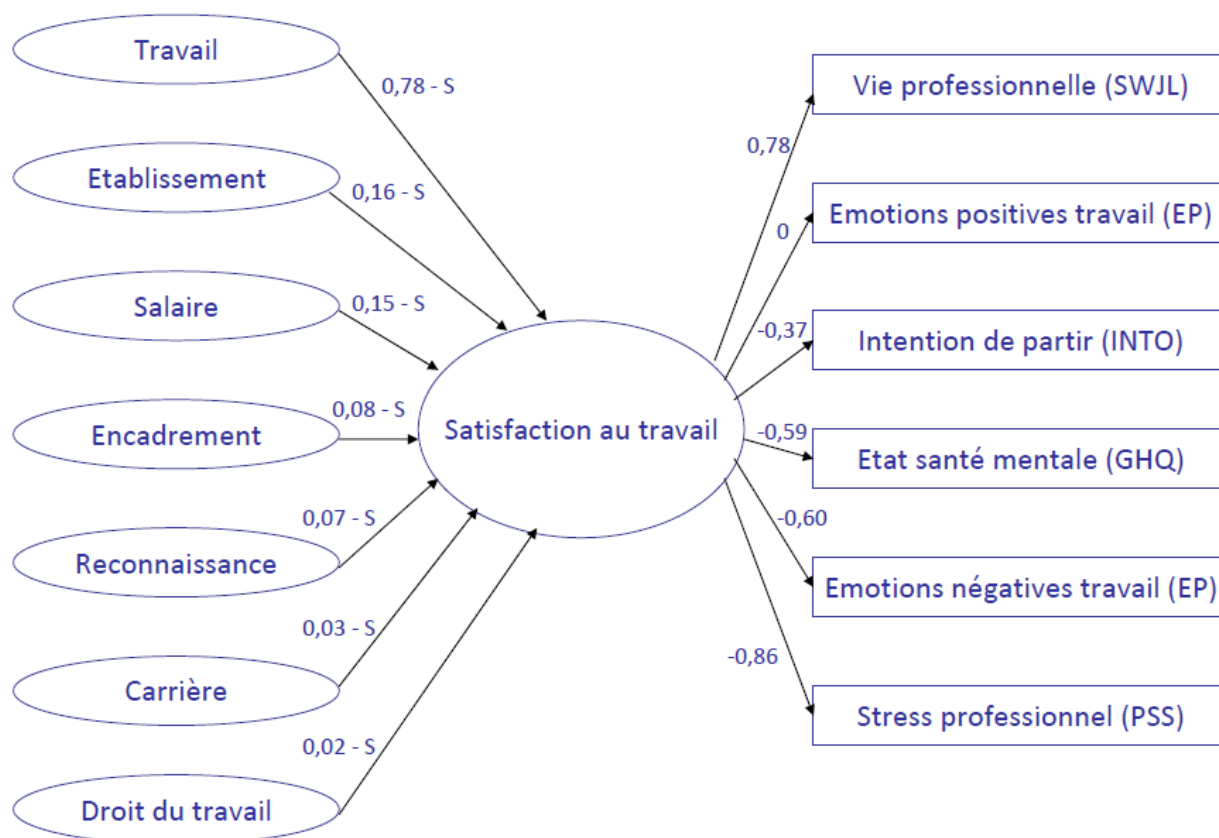 Travail
0,78 - S
Etablissement
0,16 - S
Salaire
0,15 - S
Encadrement
0,08 - S
Reconnaissance
0,07 - S
Carrière
0,03 - S
Droit du travail
0,02 - S
Satisfaction au travail
Vie professionnelle (SWJL)
0,78
Emotions positives travail (EP)
0
Intention de partir (INTO)
-0,37
Etat santé mentale (GHQ)
-0,59
Emotions négatives travail (EP)
-0,60
Stress professionnel (PSS)
-0,86